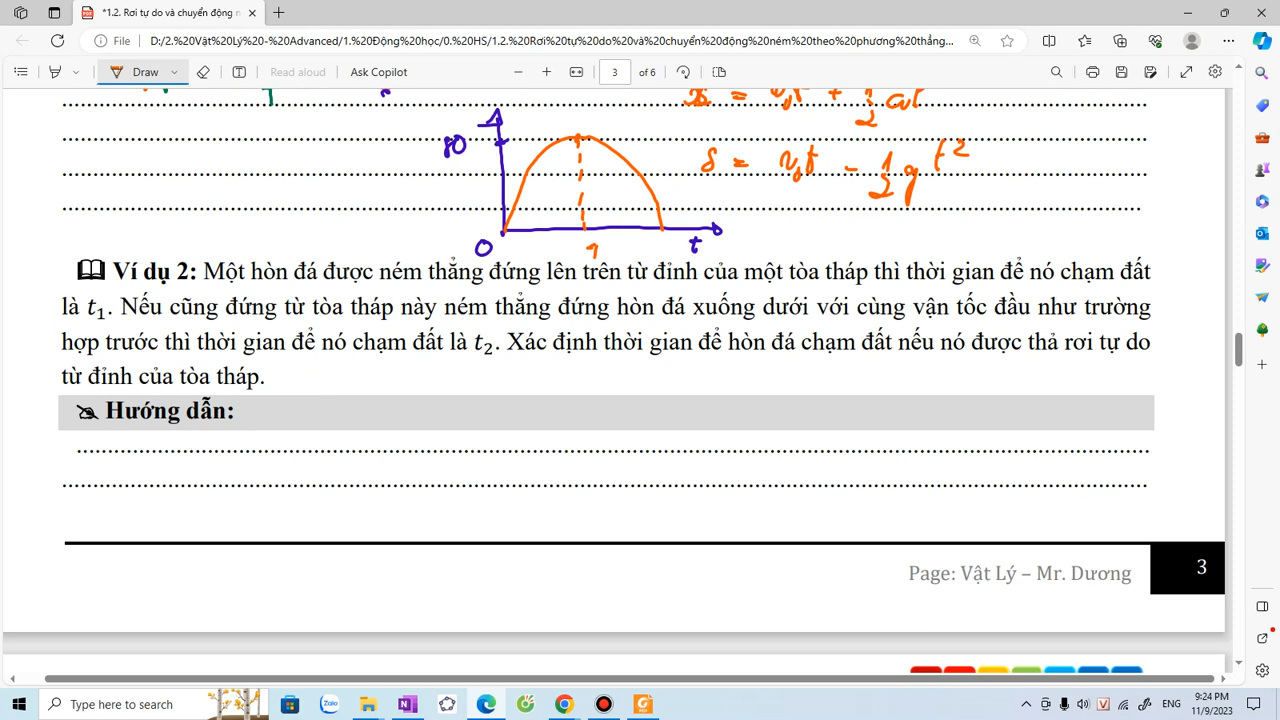 *1.2. Rơi tự do và chuyển động n
File
D:/2.%20Vật%20Lý%20-%20Advanced/1.%20Động%20học/0.%20HS/1.2.%20Rơi%20tự%20do%20và%20chuyển%20động%20ném%20theo%20phương%20thẳng...
Draw
Read aloud
Ask Copilot
3 of 6
80
s = v₀t - 1/2 g t²
0
1
t
Ví dụ 2: Một hòn đá được ném thẳng đứng lên trên từ đỉnh của một tòa tháp thì thời gian để nó chạm đất
là t₁. Nếu cũng đứng từ tòa tháp này ném thẳng đứng hòn đá xuống dưới với cùng vận tốc đầu như trường
hợp trước thì thời gian để nó chạm đất là t₂. Xác định thời gian để hòn đá chạm đất nếu nó được thả rơi tự do
từ đỉnh của tòa tháp.
Hướng dẫn:
Page: Vật Lý – Mr. Dương
3
Type here to search
Zalo
ENG
9:24 PM
11/9/2023